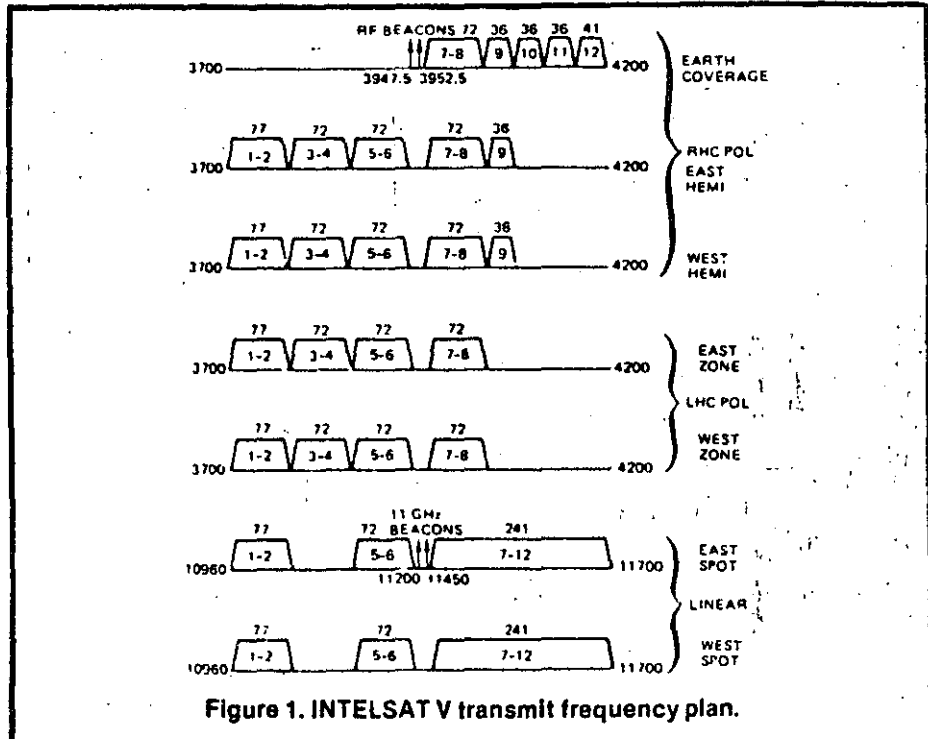 RF BEACONS 72 36 36 36 41
7-8 9 10 11 12
3700 4200 EARTH COVERAGE
3947.5 3952.5
77 72 72 72 36
1-2 3-4 5-6 7-8 9
3700 4200 RHC POL EAST HEMI
77 72 72 72 36
1-2 3-4 5-6 7-8 9
3700 4200 WEST HEMI
77 72 72 72
1-2 3-4 5-6 7-8
3700 4200 EAST ZONE
LHC POL
77 72 72 72
1-2 3-4 5-6 7-8
3700 4200 WEST ZONE
11 GHz
77 72 BEACONS 241
1-2 5-6 7-12
10960 11700 EAST SPOT
11200 11450
LINEAR
77 72 241
1-2 5-6 7-12
10960 11700 WEST SPOT
Figure 1. INTELSAT V transmit frequency plan.